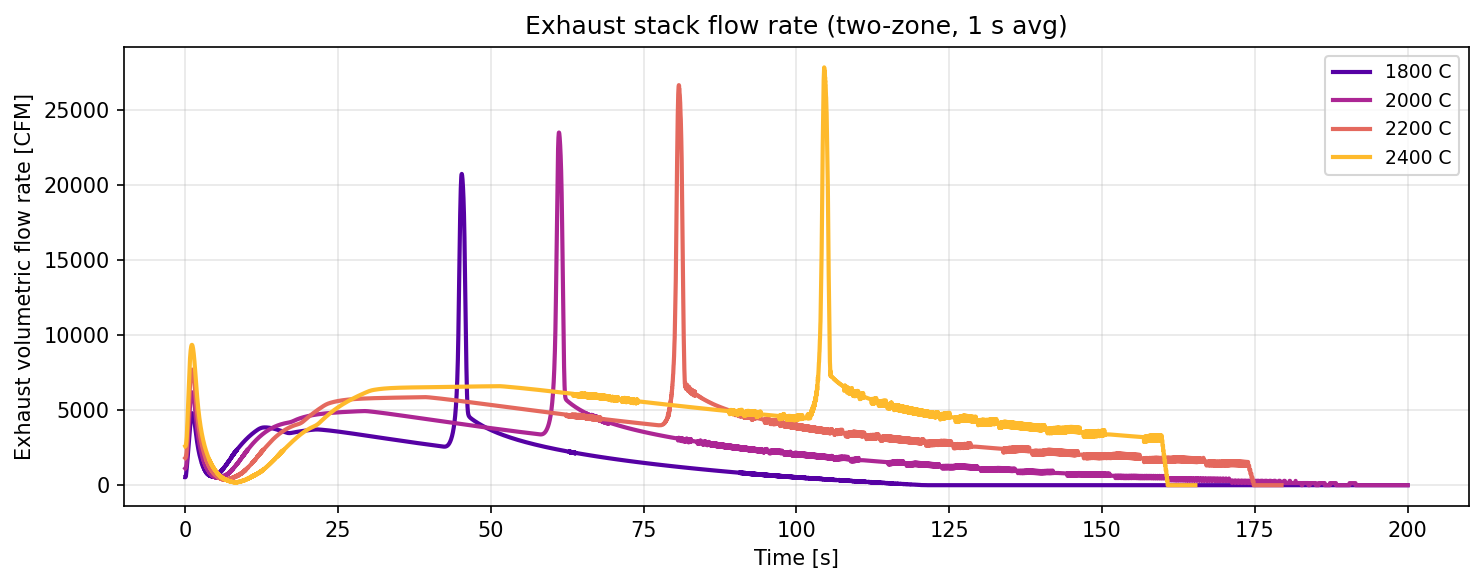 Exhaust stack flow rate (two-zone, 1 s avg)
Exhaust volumetric flow rate [CFM]
25000
20000
15000
10000
5000
0
1800 C
2000 C
2200 C
2400 C
0 25 50 75 100 125 150 175 200
Time [s]